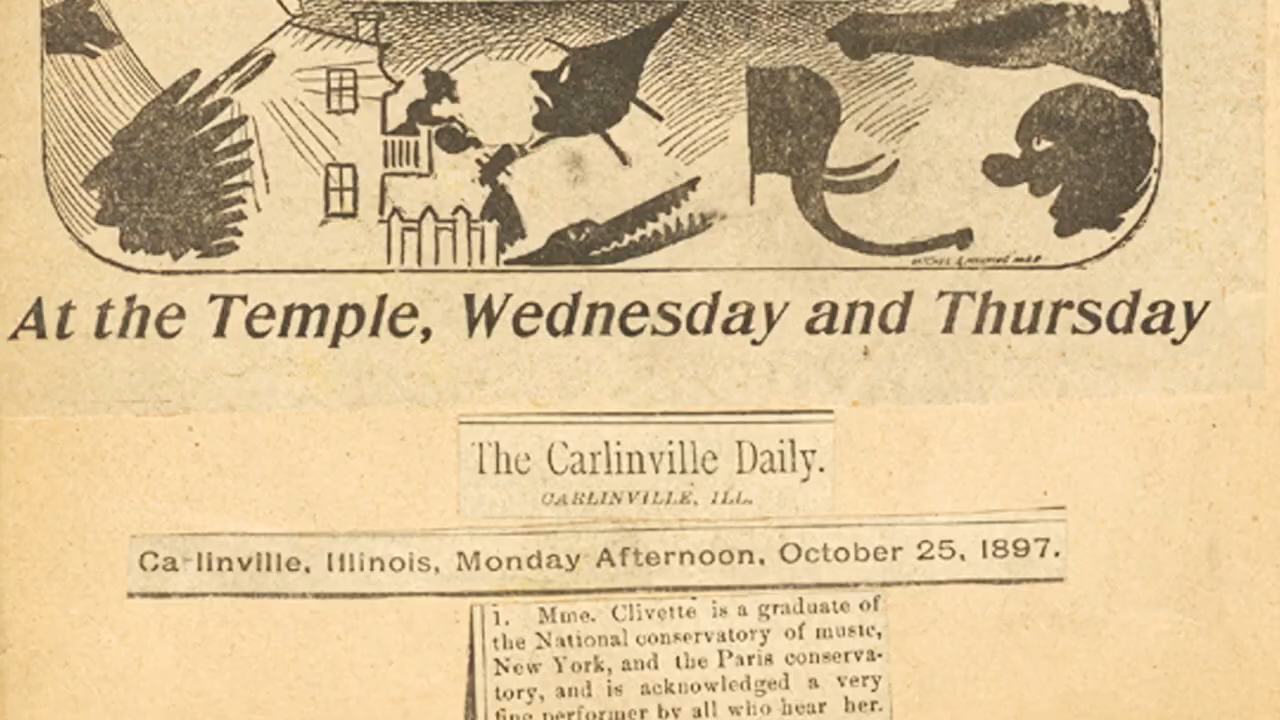 At the Temple, Wednesday and Thursday
The Carlinville Daily.
CARLINVILLE, ILL.
Ca linville, Illinois, Monday Afternoon, October 25, 1897.
1. Mme. Clivette is a graduate of
the National conservatory of music,
New York, and the Paris conserva-
tory, and is acknowledged a very
fine performer by all who hear her.